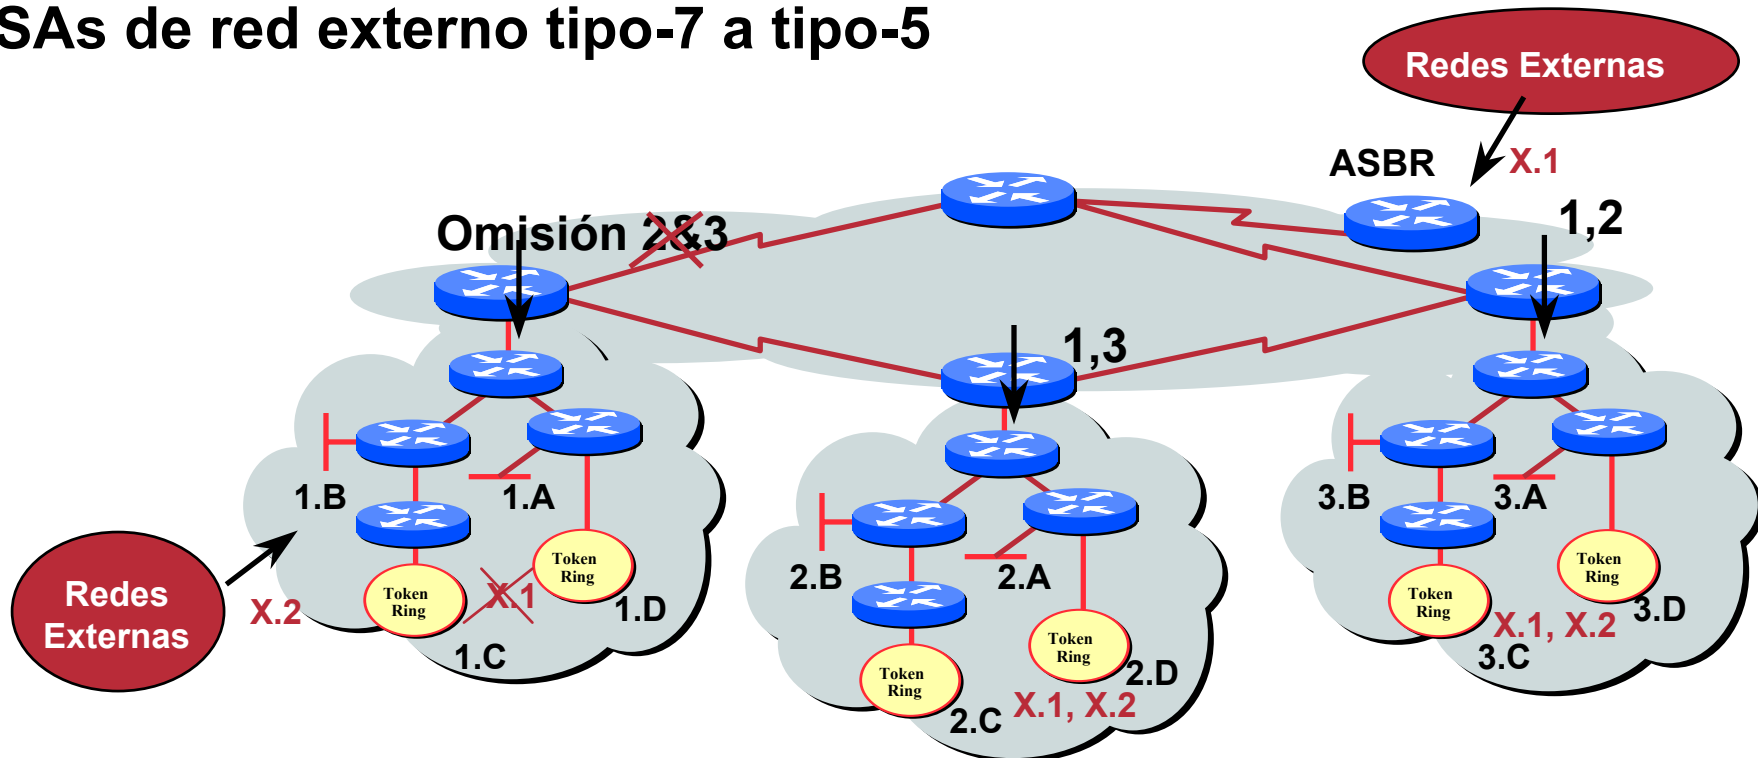 SAs de red externo tipo-7 a tipo-5
Redes Externas
ASBR
X.1
1,2
Omisión 2&3
1,3
1.B
1.A
Token
Ring
1.D
Token
Ring
X.1
1.C
Redes
Externas
X.2
2.B
2.A
Token
Ring
2.D
Token
Ring
2.C
X.1, X.2
3.B
3.A
Token
Ring
3.D
Token
Ring
X.1, X.2
3.C